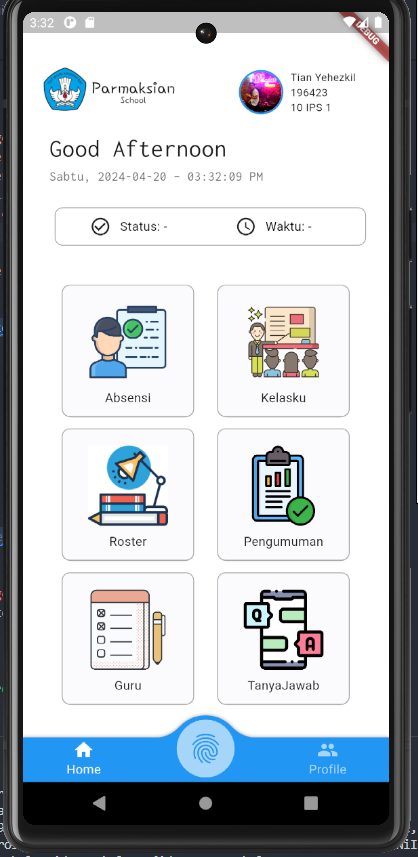 3:32
DEBUG
Parmaksian
School
Tian Yehezkil
196423
10 IPS 1
Good Afternoon
Sabtu, 2024-04-20 – 03:32:09 PM
Status: -
Waktu: -
Absensi
Kelasku
Roster
Pengumuman
Guru
Q
A
TanyaJawab
Home
Profile